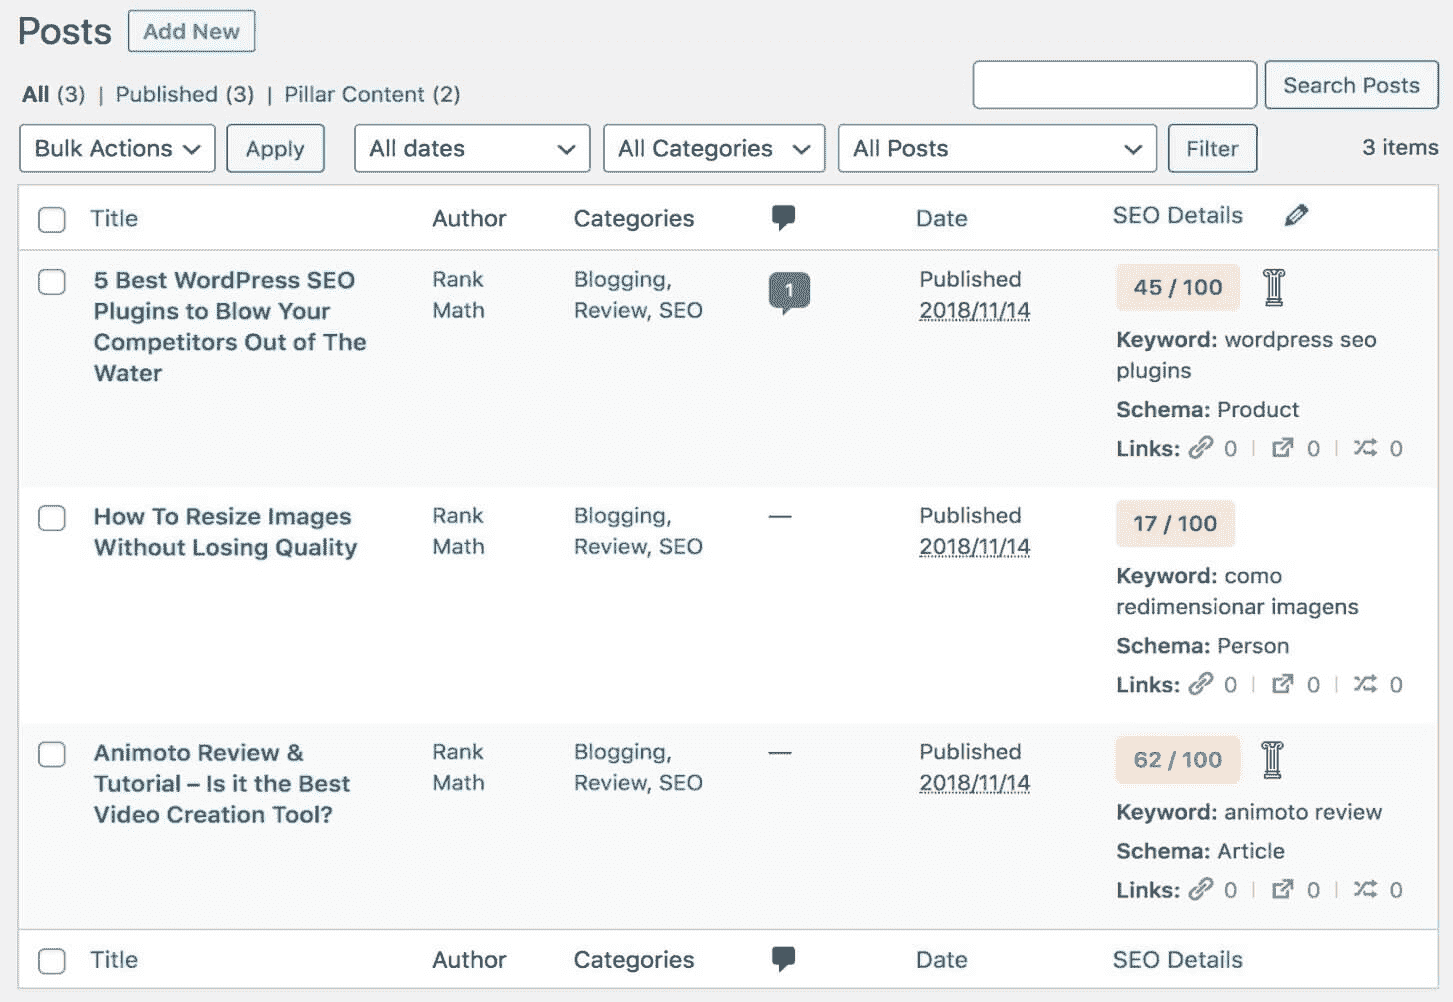 Posts Add New
All (3) | Published (3) | Pillar Content (2)
Search Posts
Bulk Actions Apply All dates All Categories All Posts Filter 3 items
Title Author Categories Date SEO Details
5 Best WordPress SEO Rank Blogging, 1 Published 45 / 100
Plugins to Blow Your Math Review, SEO 2018/11/14
Competitors Out of The Keyword: wordpress seo
Water plugins
Schema: Product
Links: 0 | 0 | 0
How To Resize Images Rank Blogging, — Published 17 / 100
Without Losing Quality Math Review, SEO 2018/11/14
Keyword: como
redimensionar imagens
Schema: Person
Links: 0 | 0 | 0
Animoto Review & Rank Blogging, — Published 62 / 100
Tutorial – Is it the Best Math Review, SEO 2018/11/14
Video Creation Tool? Keyword: animoto review
Schema: Article
Links: 0 | 0 | 0
Title Author Categories Date SEO Details